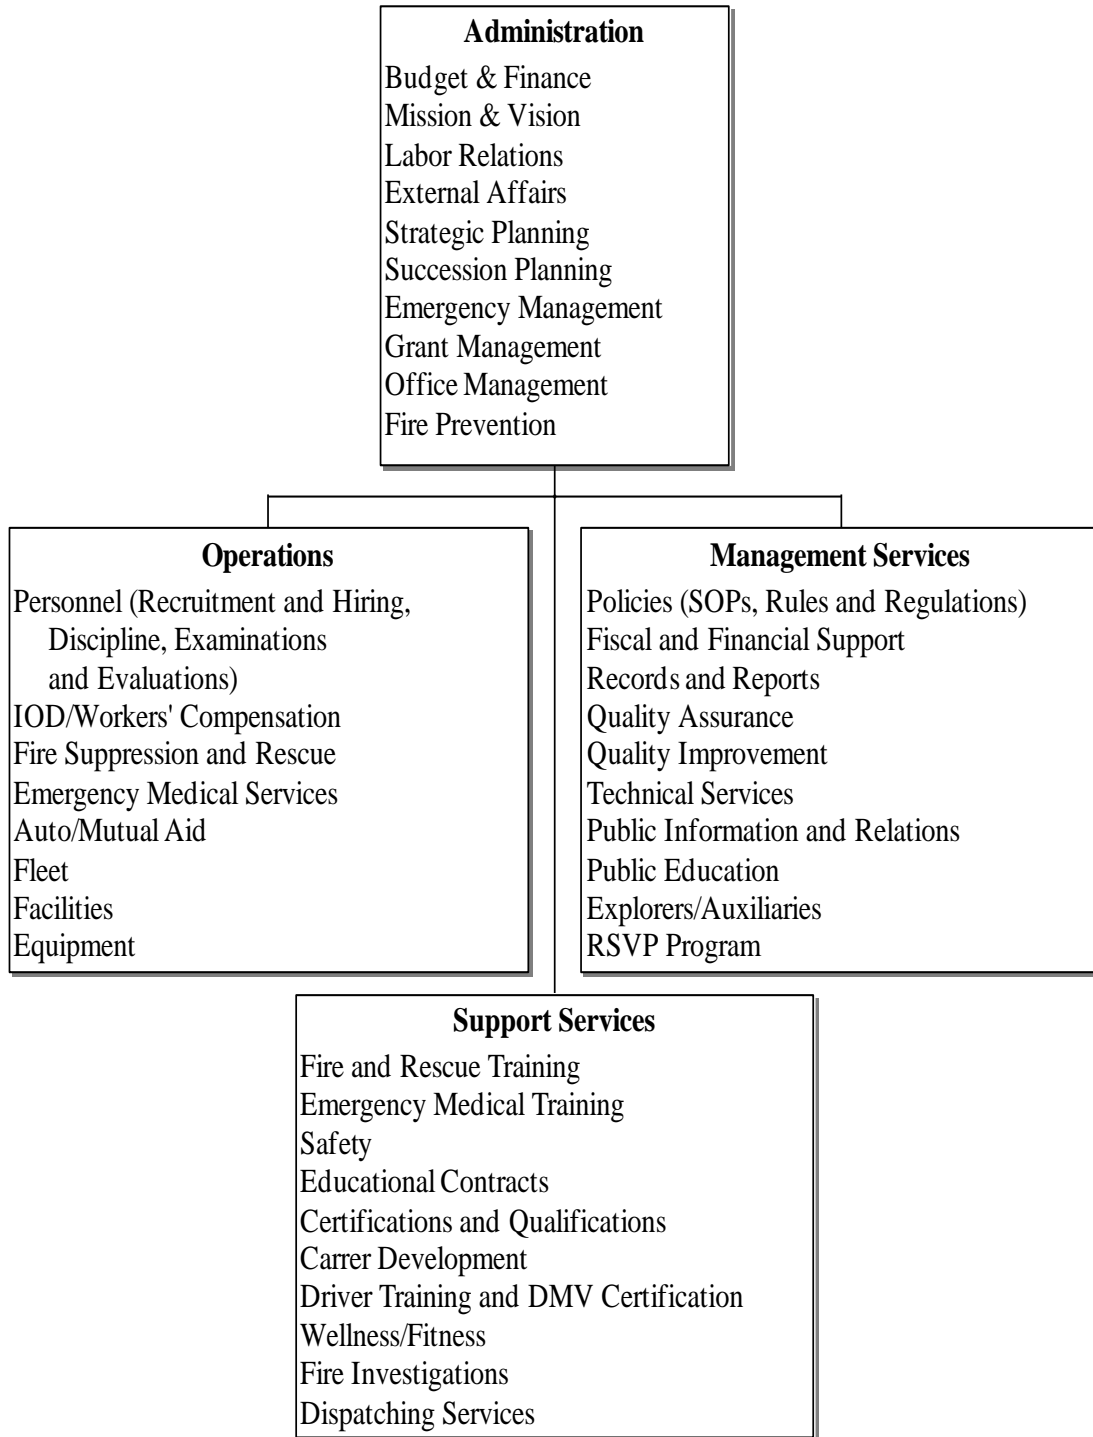 Administration
Budget & Finance
Mission & Vision
Labor Relations
External Affairs
Strategic Planning
Succession Planning
Emergency Management
Grant Management
Office Management
Fire Prevention
Operations
Personnel (Recruitment and Hiring,
Discipline, Examinations
and Evaluations)
IOD/Workers' Compensation
Fire Suppression and Rescue
Emergency Medical Services
Auto/Mutual Aid
Fleet
Facilities
Equipment
Management Services
Policies (SOPs, Rules and Regulations)
Fiscal and Financial Support
Records and Reports
Quality Assurance
Quality Improvement
Technical Services
Public Information and Relations
Public Education
Explorers/Auxiliaries
RSVP Program
Support Services
Fire and Rescue Training
Emergency Medical Training
Safety
Educational Contracts
Certifications and Qualifications
Carrer Development
Driver Training and DMV Certification
Wellness/Fitness
Fire Investigations
Dispatching Services